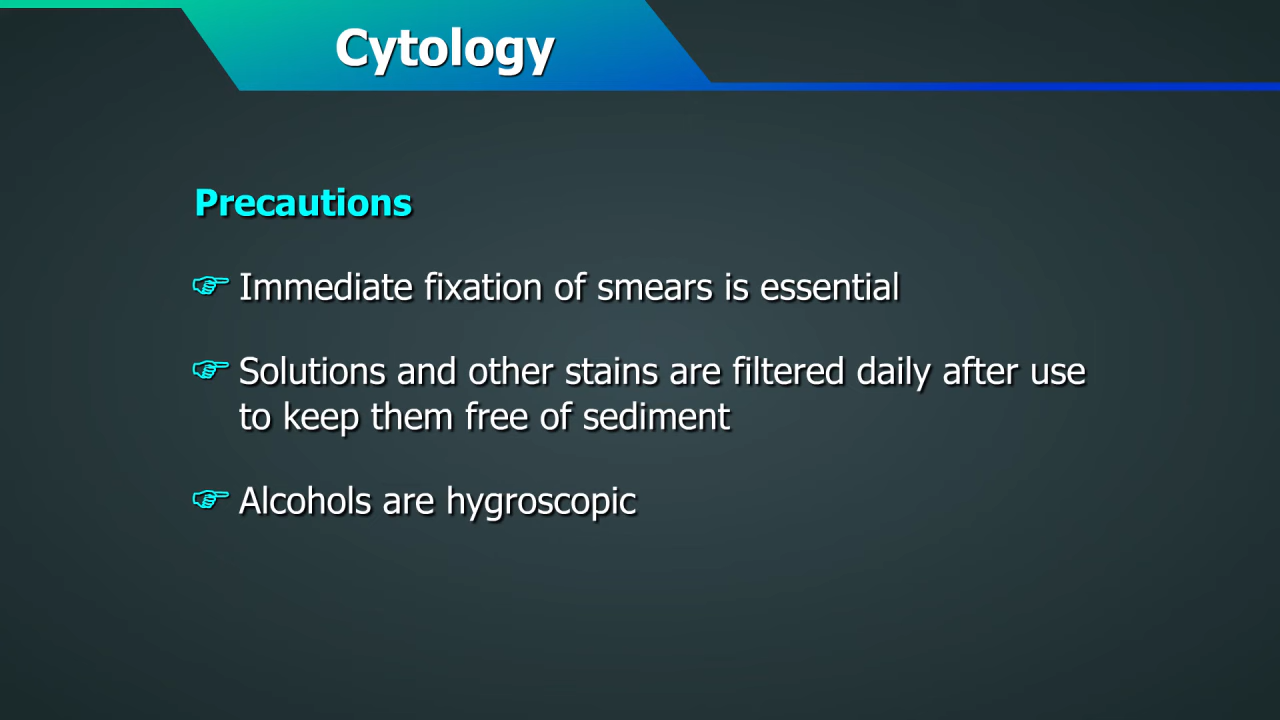 Cytology
Precautions
Immediate fixation of smears is essential
Solutions and other stains are filtered daily after use
to keep them free of sediment
Alcohols are hygroscopic